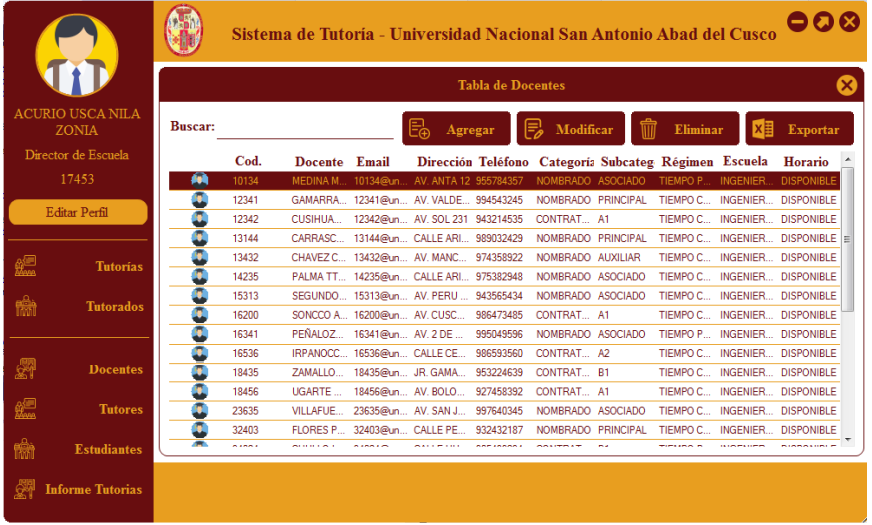 Sistema de Tutoría - Universidad Nacional San Antonio Abad del Cusco
ACURIO USCA NILA
ZONIA
Director de Escuela
17453
Editar Perfil
Tutorías
Tutorados
Docentes
Tutores
Estudiantes
Informe Tutorias
Tabla de Docentes
Buscar:
Agregar
Modificar
Eliminar
Exportar
Cod. Docente Email Dirección Teléfono Categoría Subcateg Régimen Escuela Horario
10134 MEDINA M... 10134@un... AV. ANTA 12 955784357 NOMBRADO ASOCIADO TIEMPO P... INGENIER... DISPONIBLE
12341 GAMARRA... 12341@un... AV. VALDE... 994543245 NOMBRADO PRINCIPAL TIEMPO C... INGENIER... DISPONIBLE
12342 CUSIHUA... 12342@un... AV. SOL 231 943214535 CONTRAT... A1 TIEMPO C... INGENIER... DISPONIBLE
13144 CARRASC... 13144@un... CALLE ARI... 989032429 NOMBRADO PRINCIPAL TIEMPO C... INGENIER... DISPONIBLE
13432 CHAVEZ C... 13432@un... AV. MANC... 974358922 NOMBRADO AUXILIAR TIEMPO C... INGENIER... DISPONIBLE
14235 PALMA TT... 14235@un... CALLE ARI... 975382948 NOMBRADO ASOCIADO TIEMPO C... INGENIER... DISPONIBLE
15313 SEGUNDO... 15313@un... AV. PERU ... 943565434 NOMBRADO ASOCIADO TIEMPO C... INGENIER... DISPONIBLE
16200 SONCCO A... 16200@un... AV. CUSC... 986473485 CONTRAT... A1 TIEMPO C... INGENIER... DISPONIBLE
16341 PEÑALOZ... 16341@un... AV. 2 DE ... 995049596 NOMBRADO ASOCIADO TIEMPO P... INGENIER... DISPONIBLE
16536 IRPANOCC... 16536@un... CALLE CE... 986593560 CONTRAT... A2 TIEMPO C... INGENIER... DISPONIBLE
18435 ZAMALLO... 18435@un... JR. GAMA... 953224639 CONTRAT... B1 TIEMPO C... INGENIER... DISPONIBLE
18456 UGARTE ... 18456@un... AV. BOLO... 927458392 CONTRAT... A1 TIEMPO C... INGENIER... DISPONIBLE
23635 VILLAFUE... 23635@un... AV. SAN J... 997640345 NOMBRADO ASOCIADO TIEMPO C... INGENIER... DISPONIBLE
32403 FLORES P... 32403@un... CALLE PE... 932432187 NOMBRADO PRINCIPAL TIEMPO C... INGENIER... DISPONIBLE